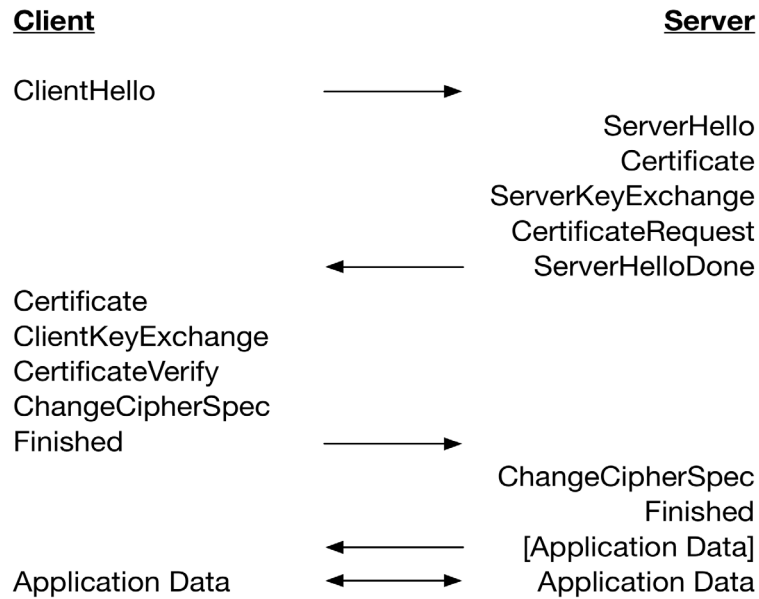 Client Server
ClientHello
ServerHello
Certificate
ServerKeyExchange
CertificateRequest
ServerHelloDone
Certificate
ClientKeyExchange
CertificateVerify
ChangeCipherSpec
Finished
ChangeCipherSpec
Finished
[Application Data]
Application Data Application Data